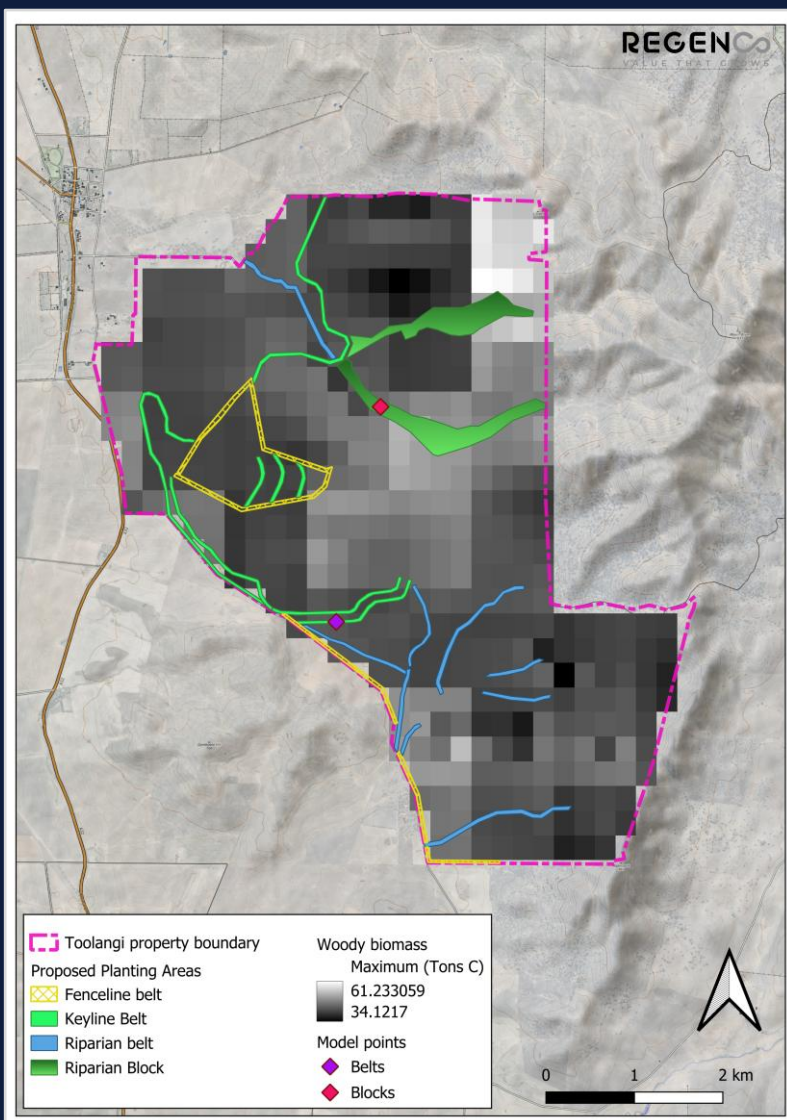 REGENCo
VALUE THAT GROWS
Toolangi property boundary
Proposed Planting Areas
Fenceline belt
Keyline Belt
Riparian belt
Riparian Block
Woody biomass
Maximum (Tons C)
61.233059
34.1217
Model points
Belts
Blocks
0 1 2 km